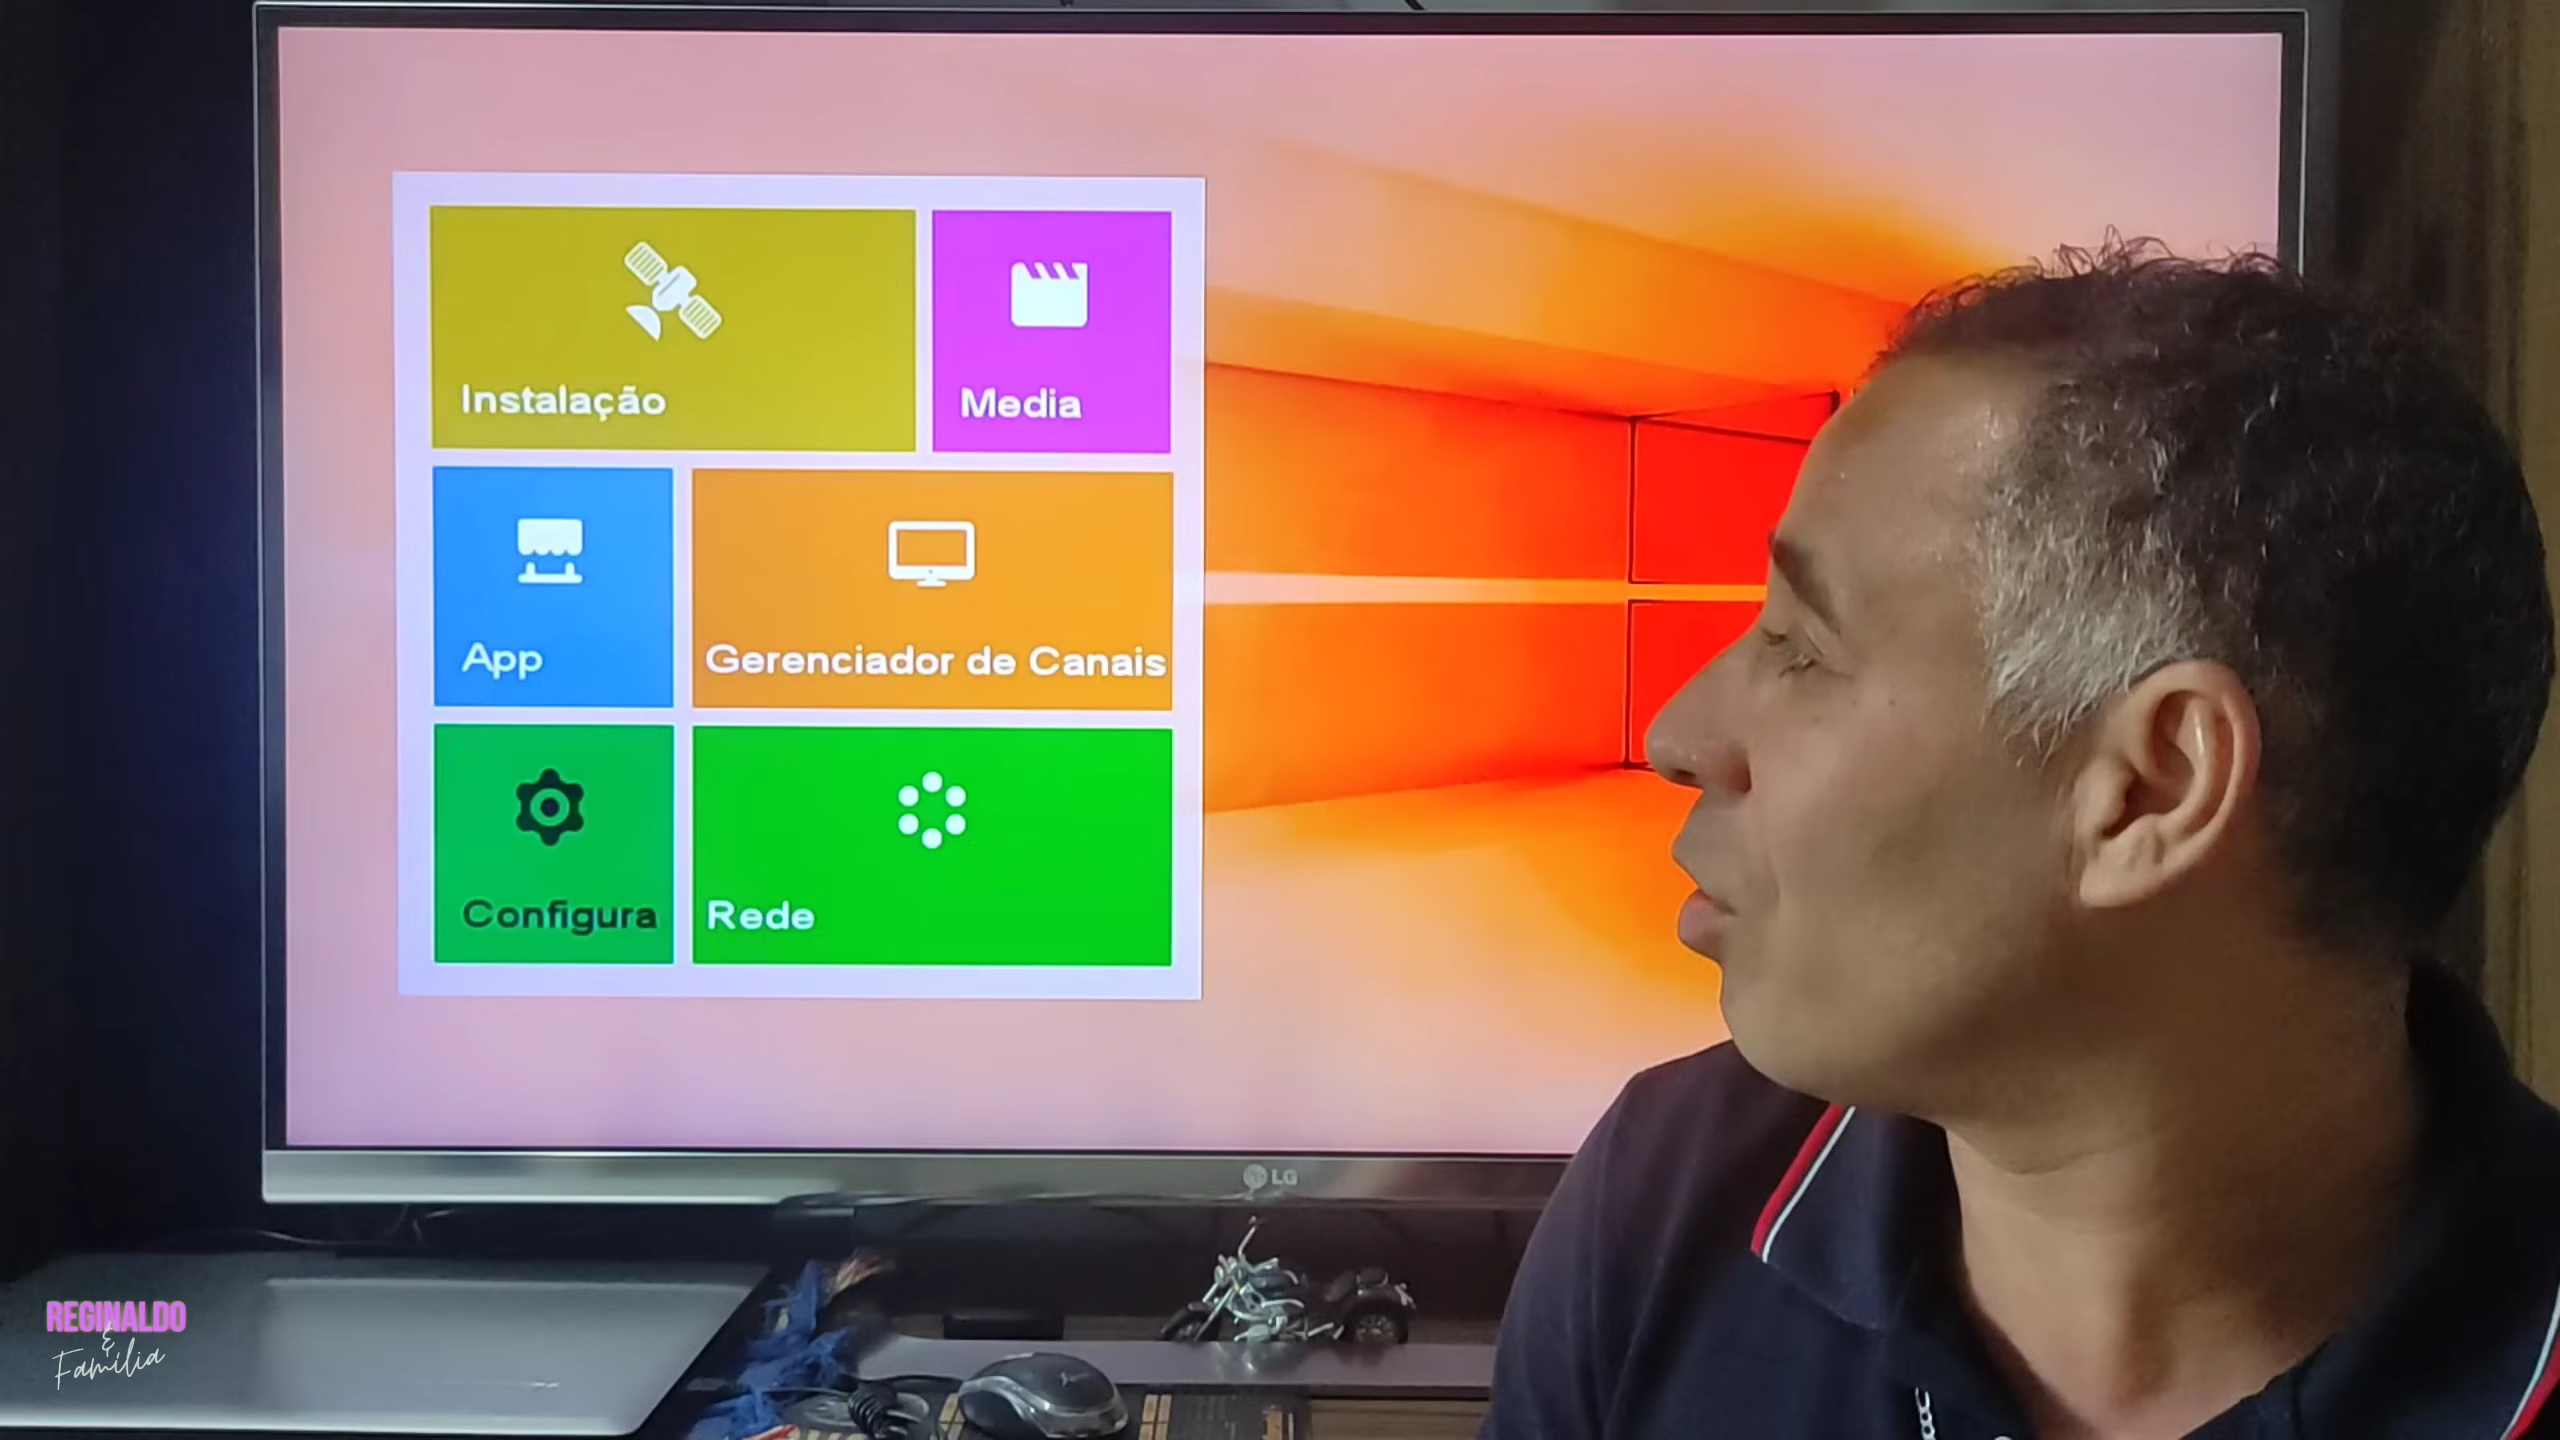 Instalação
Media
App
Gerenciador de Canais
Configura
Rede
LG
REGINALDO
&
Família